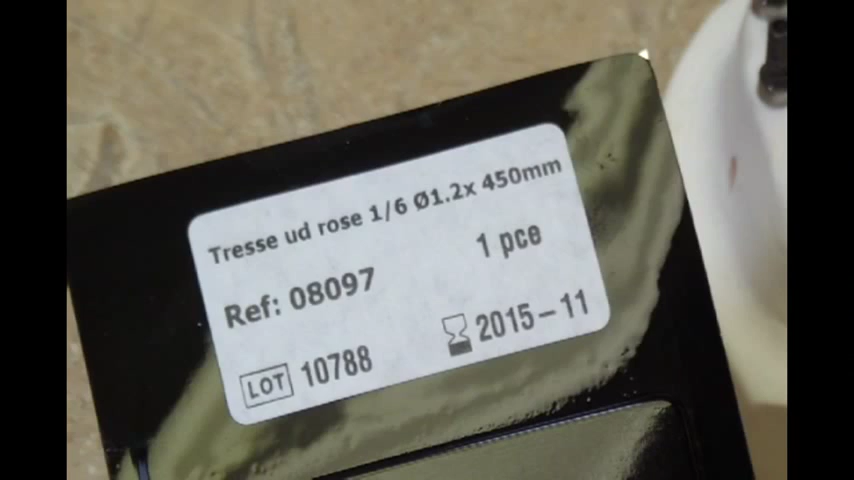 Tresse ud rose 1/6 Ø1.2x 450mm
1 pce
Ref: 08097
LOT 10788
2015-11